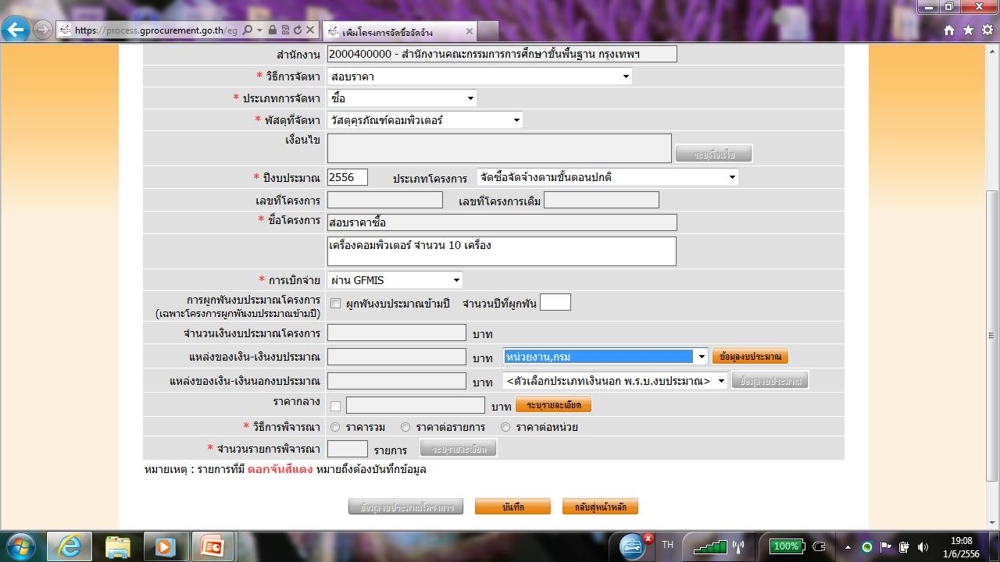 https://process.gprocurement.go.th/eg
เพิ่มโครงการจัดซื้อจัดจ้าง
สำนักงาน 2000400000 - สำนักงานคณะกรรมการการศึกษาขั้นพื้นฐาน กรุงเทพฯ
* วิธีการจัดหา สอบราคา
* ประเภทการจัดหา ซื้อ
* พัสดุที่จัดหา วัสดุครุภัณฑ์คอมพิวเตอร์
เงื่อนไข ระบุเงื่อนไข
* ปีงบประมาณ 2556 ประเภทโครงการ จัดซื้อจัดจ้างตามขั้นตอนปกติ
เลขที่โครงการ เลขที่โครงการเดิม
* ชื่อโครงการ สอบราคาซื้อ
เครื่องคอมพิวเตอร์ จำนวน 10 เครื่อง
* การเบิกจ่าย ผ่าน GFMIS
การผูกพันงบประมาณโครงการ
(เฉพาะโครงการผูกพันงบประมาณข้ามปี) ผูกพันงบประมาณข้ามปี จำนวนปีที่ผูกพัน
จำนวนเงินงบประมาณโครงการ บาท
แหล่งของเงิน-เงินงบประมาณ บาท หน่วยงาน,กรม ข้อมูลงบประมาณ
แหล่งของเงิน-เงินนอกงบประมาณ บาท <ตัวเลือกประเภทเงินนอก พ.ร.บ.งบประมาณ> ข้อมูลงบประมาณ
ราคากลาง บาท ระบุรายละเอียด
* วิธีการพิจารณา ราคารวม ราคาต่อรายการ ราคาต่อหน่วย
* จำนวนรายการพิจารณา รายการ ระบุรายละเอียด
หมายเหตุ : รายการที่มี ดอกจันสีแดง หมายถึงต้องบันทึกข้อมูล
ข้อมูลงบประมาณโครงการ บันทึก กลับสู่หน้าหลัก
TH 100% 19:08
1/6/2556